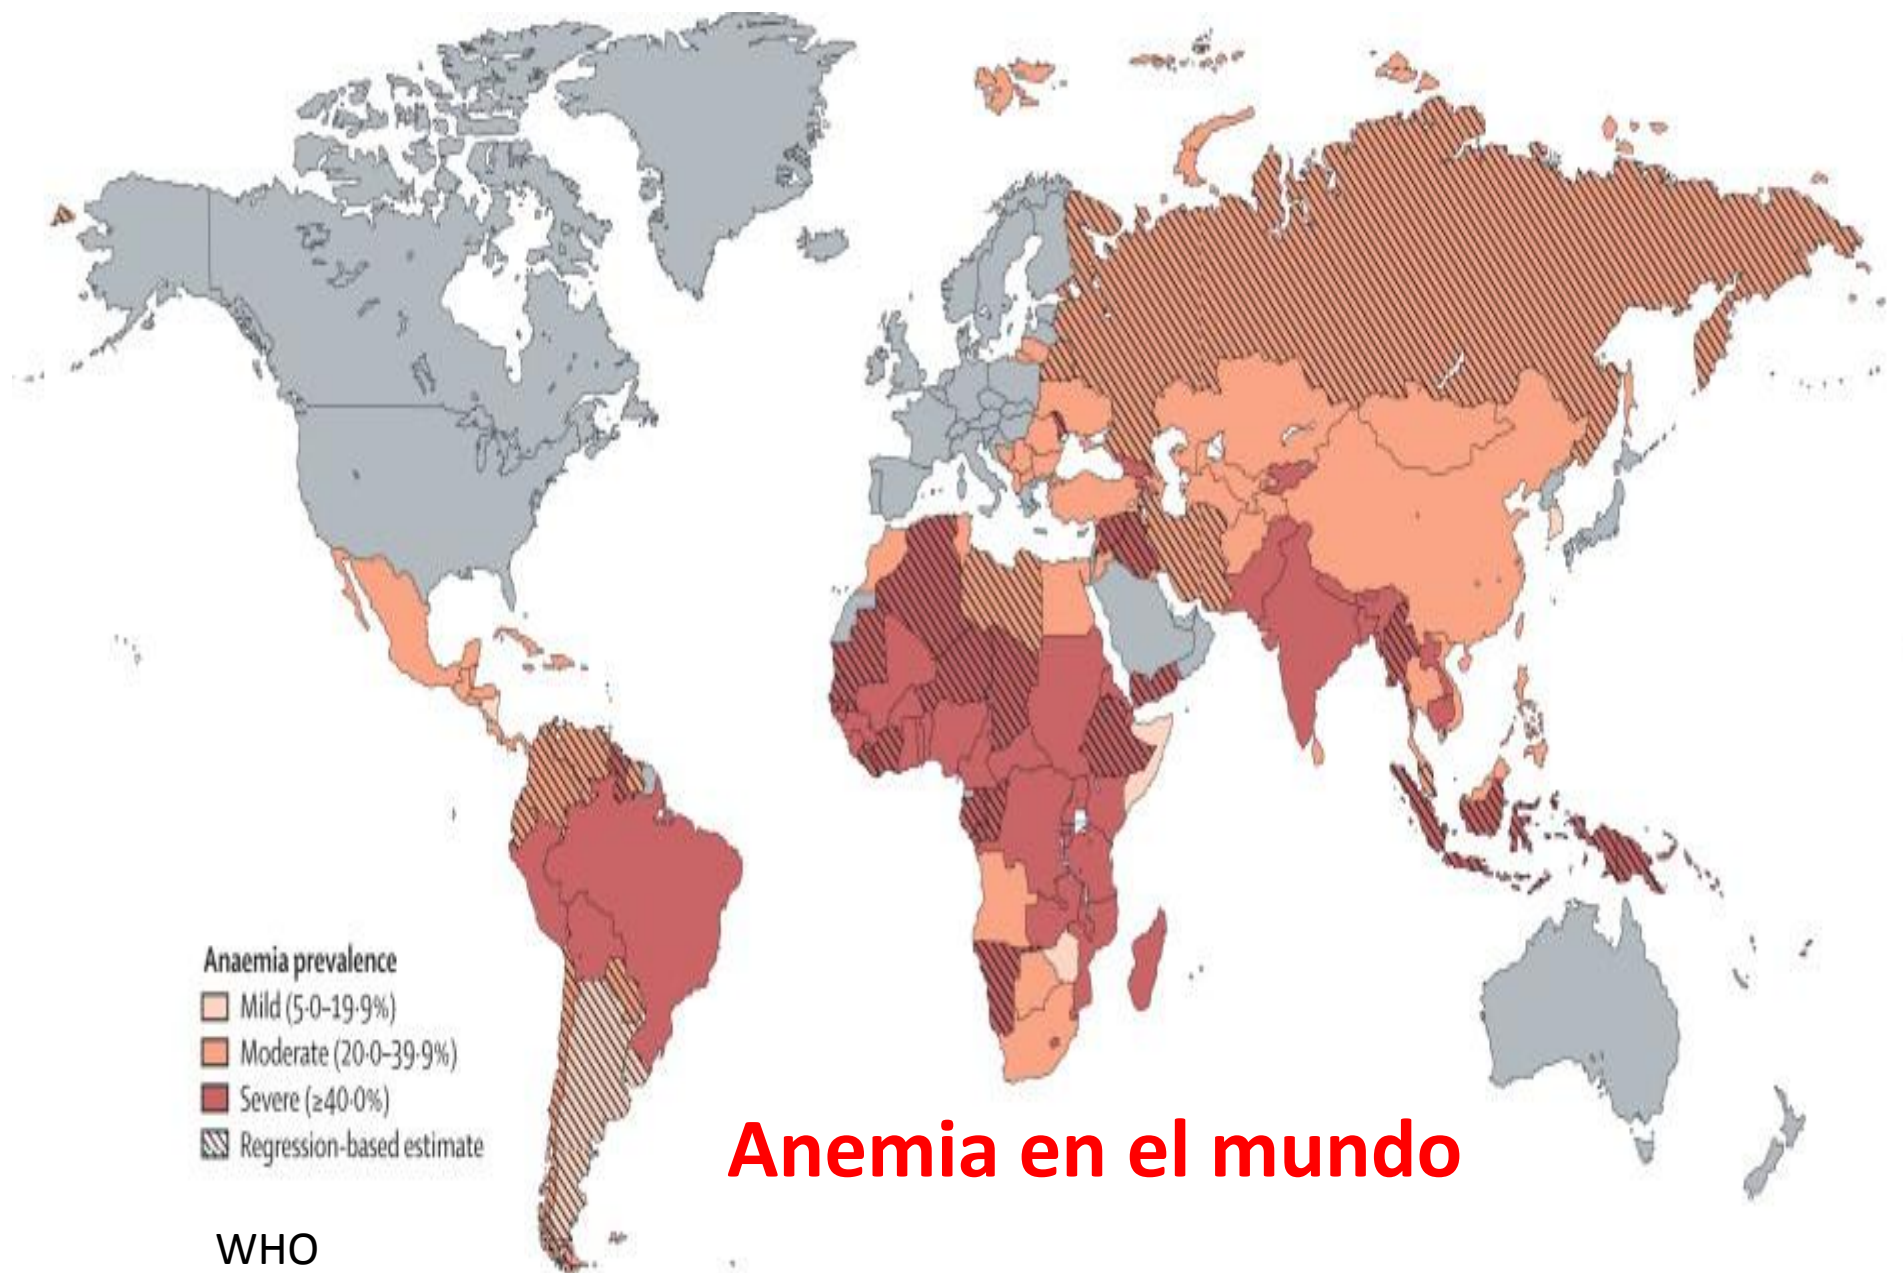 Anaemia prevalence
Mild (5·0–19·9%)
Moderate (20·0–39·9%)
Severe (≥40·0%)
Regression-based estimate
Anemia en el mundo
WHO